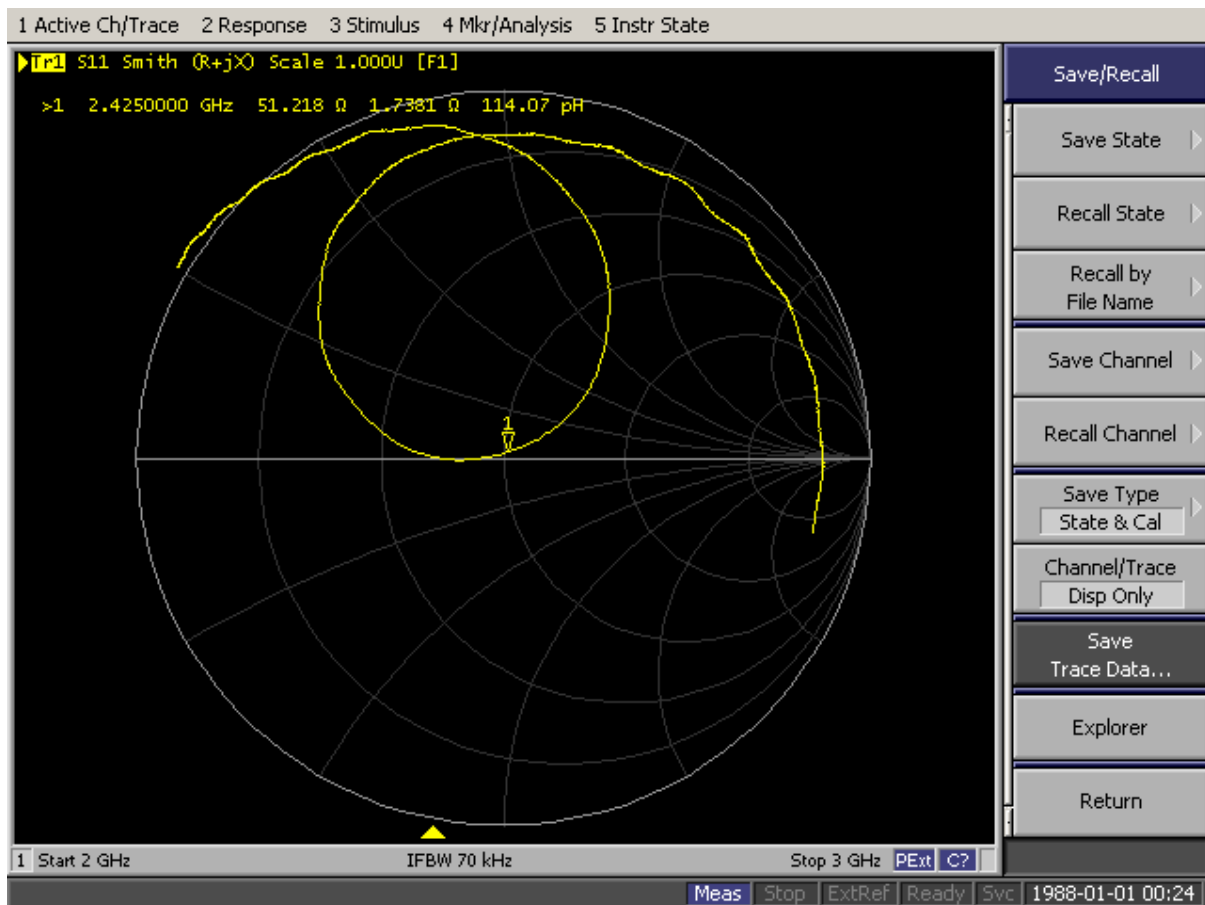 1 Active Ch/Trace 2 Response 3 Stimulus 4 Mkr/Analysis 5 Instr State
Tr1 S11 Smith (R+jX) Scale 1.000U [F1]
>1 2.4250000 GHz 51.218 Ω 1.7381 Ω 114.07 pH
1
1 Start 2 GHz IFBW 70 kHz Stop 3 GHz PExt C?
Save/Recall
Save State
Recall State
Recall by
File Name
Save Channel
Recall Channel
Save Type
State & Cal
Channel/Trace
Disp Only
Save
Trace Data...
Explorer
Return
Meas Stop ExtRef Ready Svc 1988-01-01 00:24